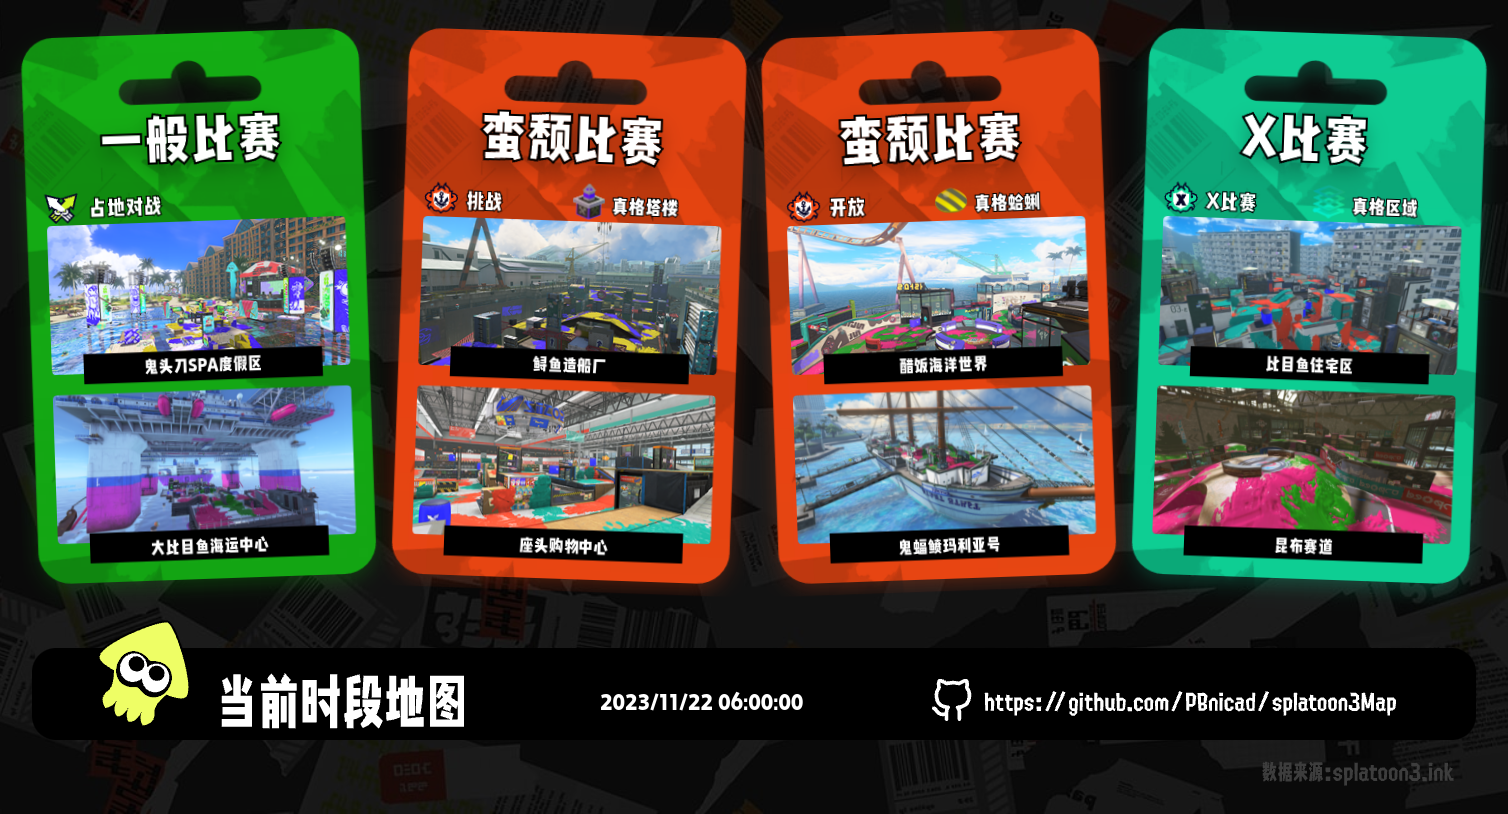 一般比赛
占地对战
鬼头刀SPA度假区
大比目鱼海运中心
蛮颓比赛
挑战
真格塔楼
鲟鱼造船厂
座头购物中心
蛮颓比赛
开放
真格蛤蜊
醋饭海洋世界
鬼蝠鲼玛利亚号
X比赛
X比赛
真格区域
比目鱼住宅区
昆布赛道
当前时段地图
2023/11/22 06:00:00
https://github.com/PBnicad/splatoon3Map
数据来源:splatoon3.ink